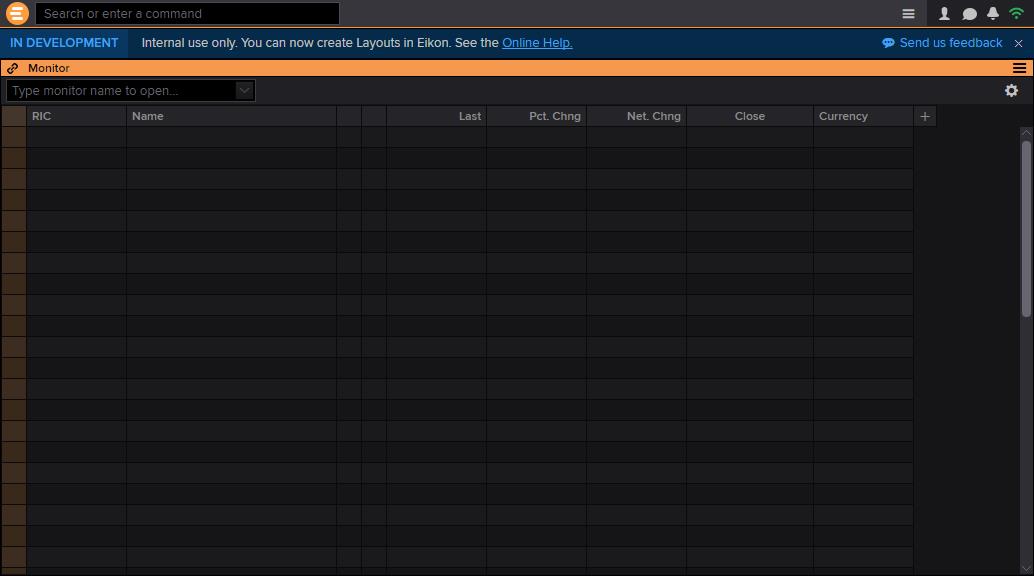 Search or enter a command
IN DEVELOPMENT Internal use only. You can now create Layouts in Eikon. See the Online Help. Send us feedback
Monitor
Type monitor name to open...
RIC Name Last Pct. Chng Net. Chng Close Currency +